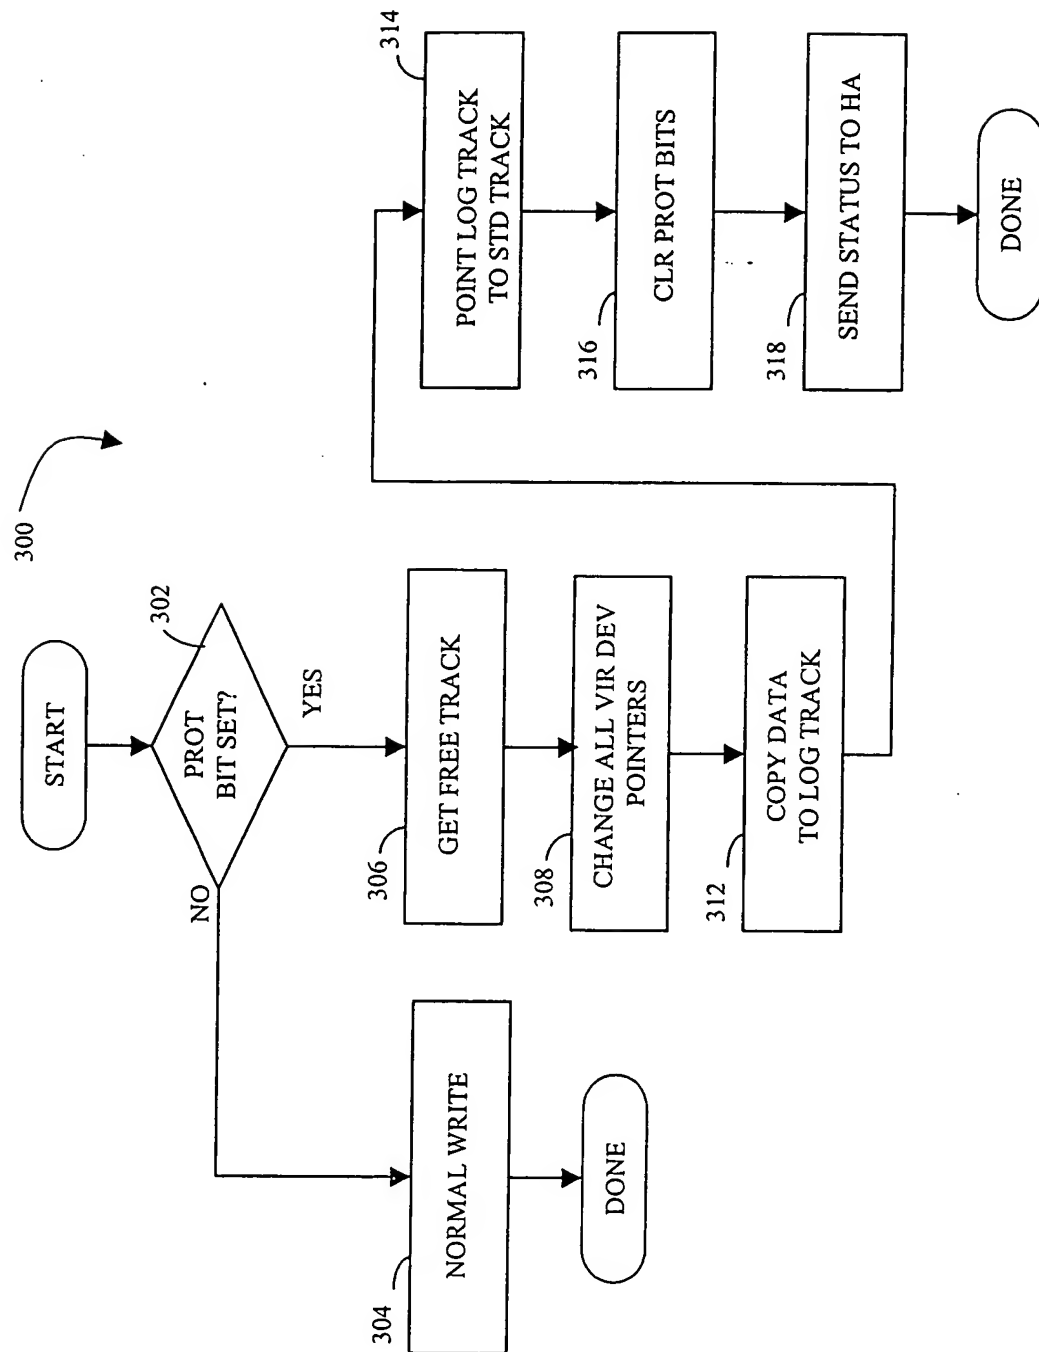 300
START
302
PROT
BIT SET?
NO
YES
304
NORMAL WRITE
DONE
306
GET FREE TRACK
308
CHANGE ALL VIR DEV
POINTERS
312
COPY DATA
TO LOG TRACK
314
POINT LOG TRACK
TO STD TRACK
316
CLR PROT BITS
318
SEND STATUS TO HA
DONE